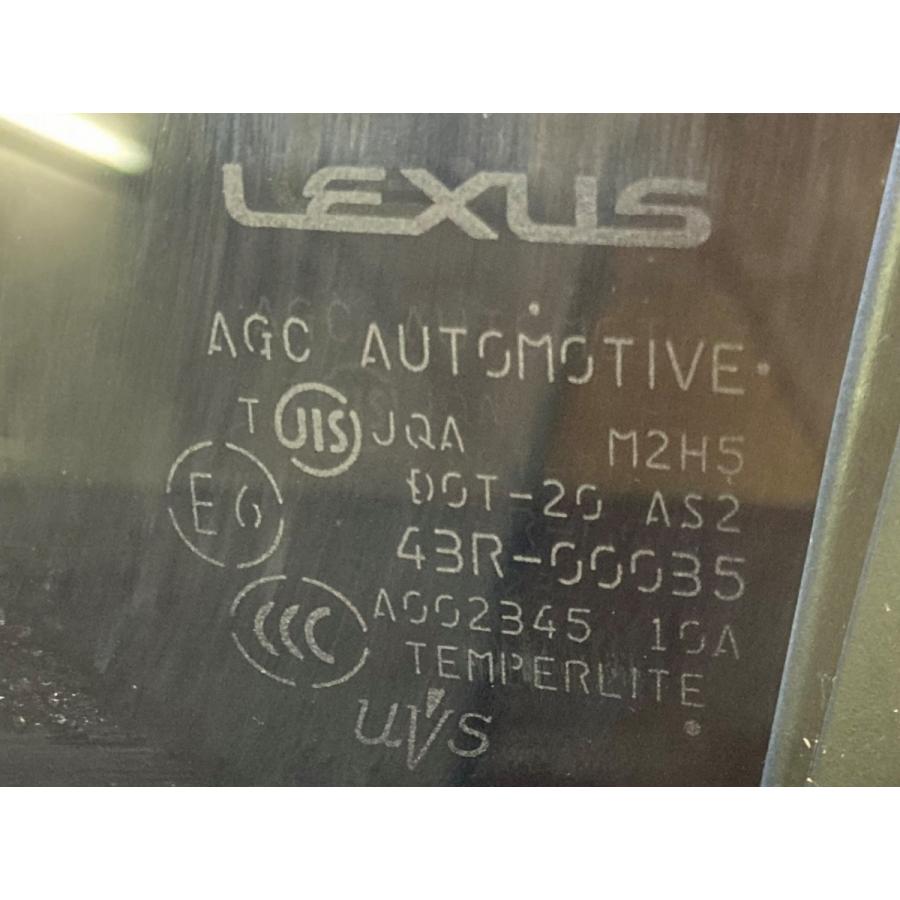 LEXUS
AGC AUTOMOTIVE
T JIS JQA M2H5
E6 DOT-20 AS2
43R-00035
CCC A002345 10A
TEMPERLITE
UVS